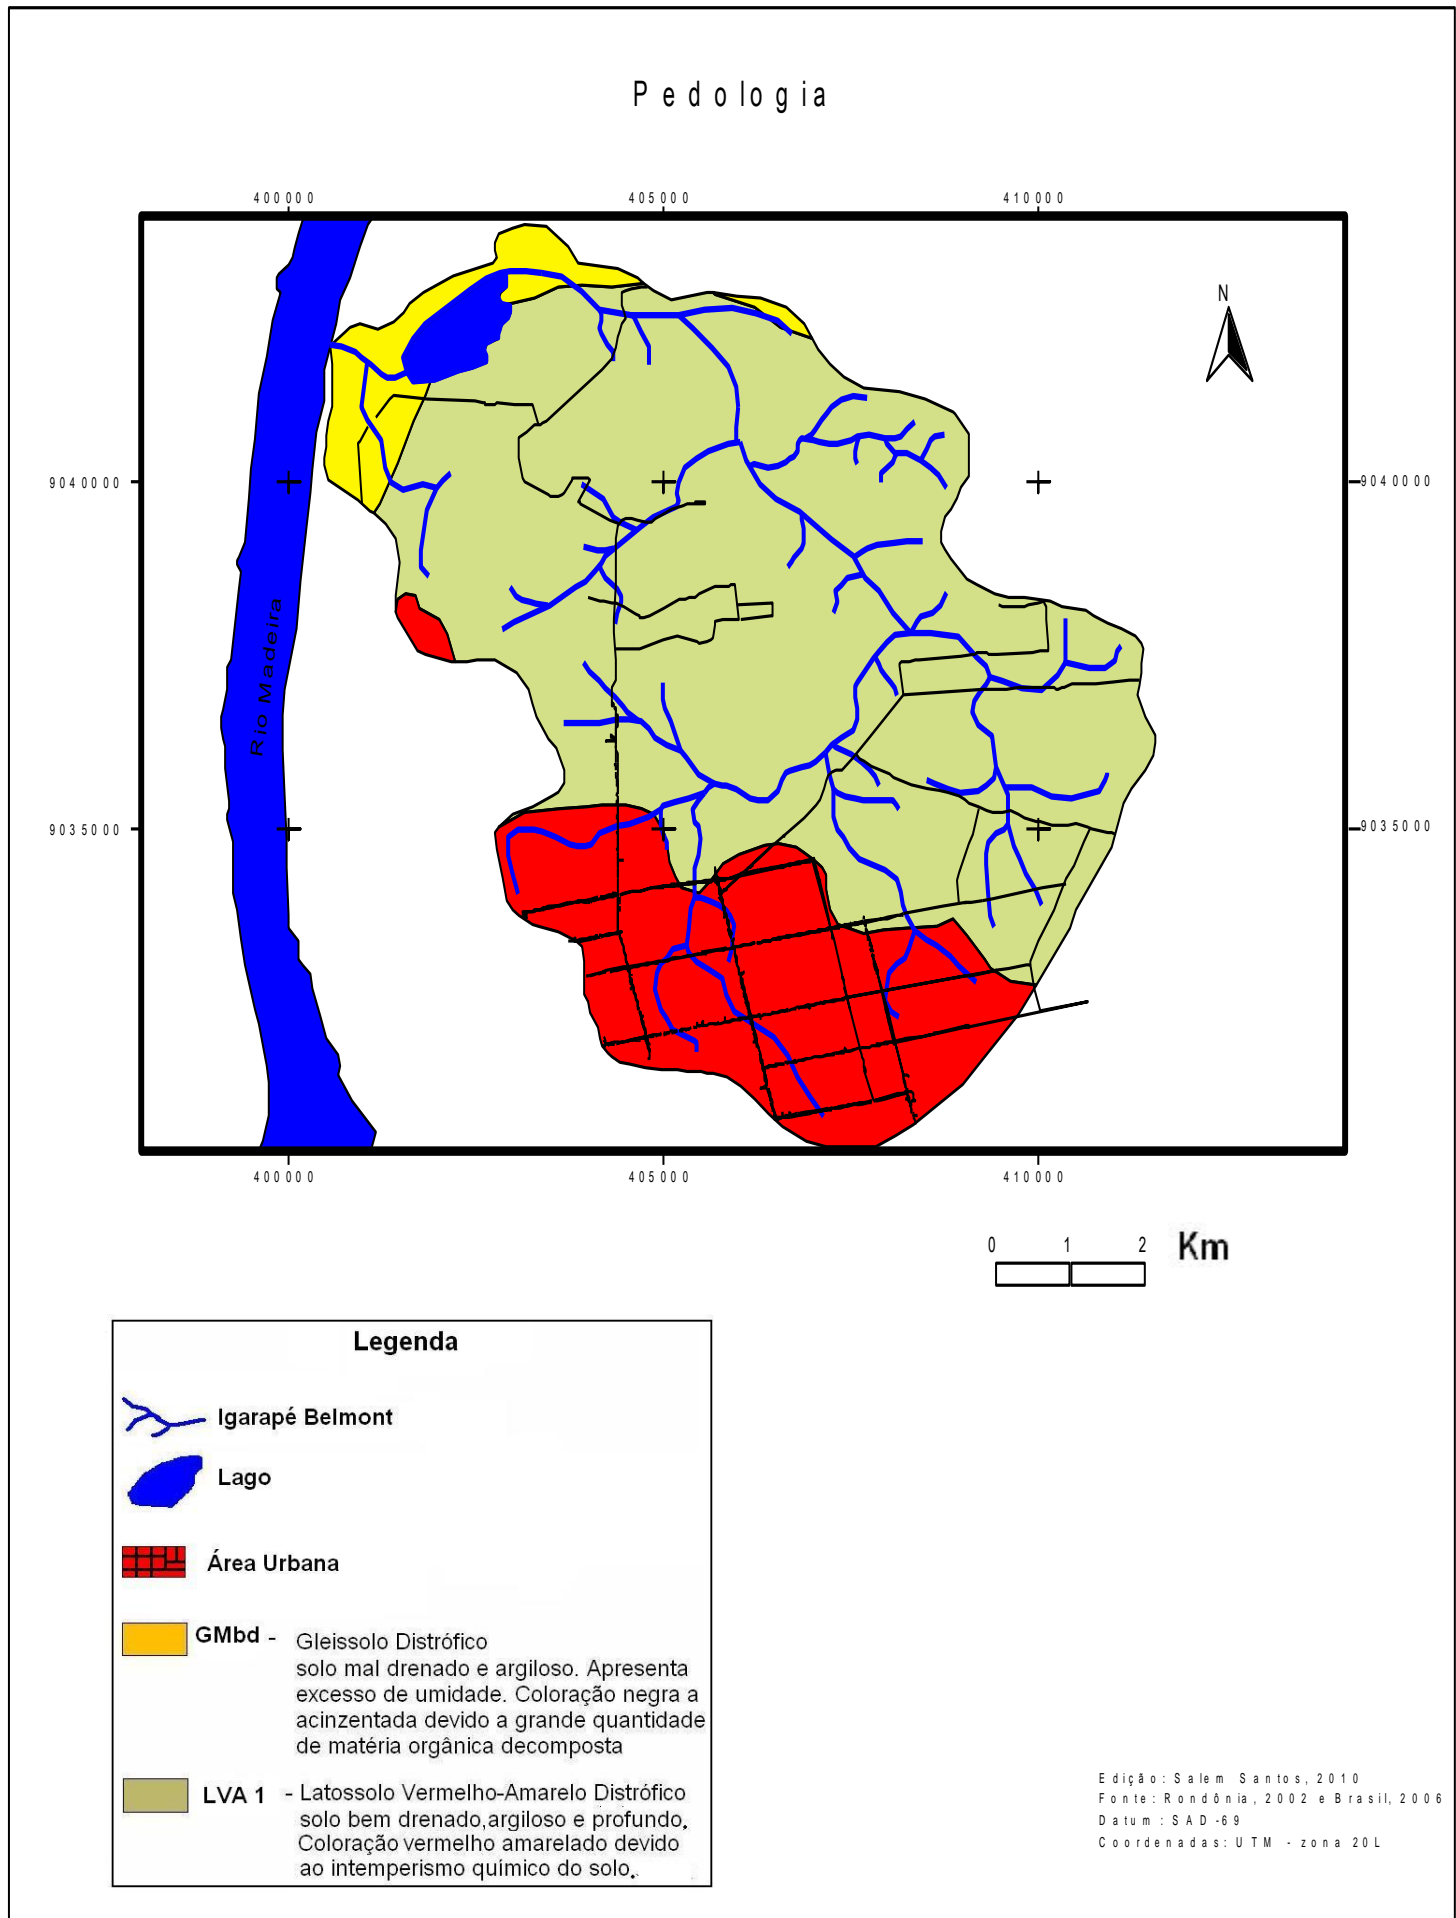 Pedologia
400000 405000 410000
N
9040000 9040000
Rio Madeira
9035000 9035000
400000 405000 410000
0 1 2 Km
Legenda
Igarapé Belmont
Lago
Área Urbana
GMbd - Gleissolo Distrófico
solo mal drenado e argiloso. Apresenta
excesso de umidade. Coloração negra a
acinzentada devido a grande quantidade
de matéria orgânica decomposta
LVA 1 - Latossolo Vermelho-Amarelo Distrófico
solo bem drenado,argiloso e profundo.
Coloração vermelho amarelado devido
ao intemperismo químico do solo.
Edição: Salem Santos, 2010
Fonte: Rondônia, 2002 e Brasil, 2006
Datum: SAD-69
Coordenadas: UTM - zona 20L